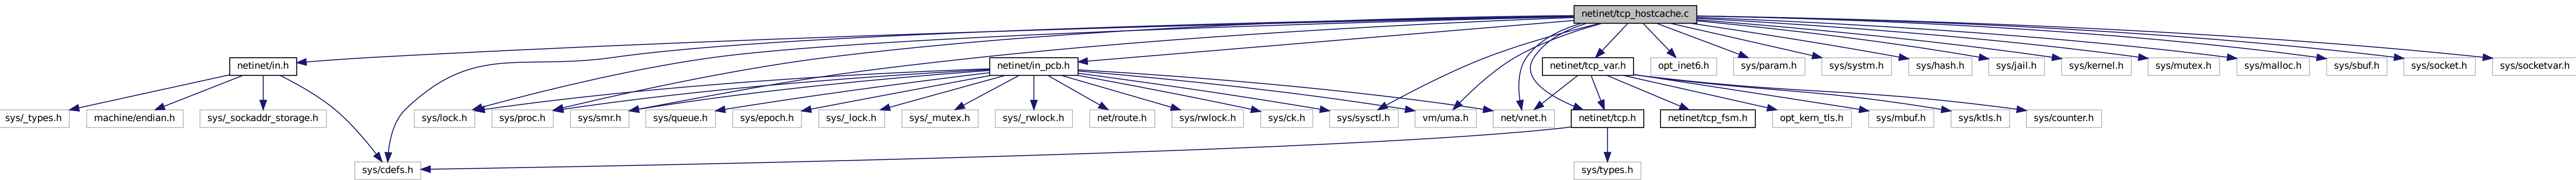 netinet/tcp_hostcache.c
netinet/in.h
netinet/in_pcb.h
netinet/tcp_var.h
opt_inet6.h
sys/param.h
sys/systm.h
sys/hash.h
sys/jail.h
sys/kernel.h
sys/mutex.h
sys/malloc.h
sys/sbuf.h
sys/socket.h
sys/socketvar.h
sys/_types.h
machine/endian.h
sys/_sockaddr_storage.h
sys/lock.h
sys/proc.h
sys/smr.h
sys/queue.h
sys/epoch.h
sys/_lock.h
sys/_mutex.h
sys/_rwlock.h
net/route.h
sys/rwlock.h
sys/ck.h
sys/sysctl.h
vm/uma.h
net/vnet.h
netinet/tcp.h
netinet/tcp_fsm.h
opt_kern_tls.h
sys/mbuf.h
sys/ktls.h
sys/counter.h
sys/cdefs.h
sys/types.h